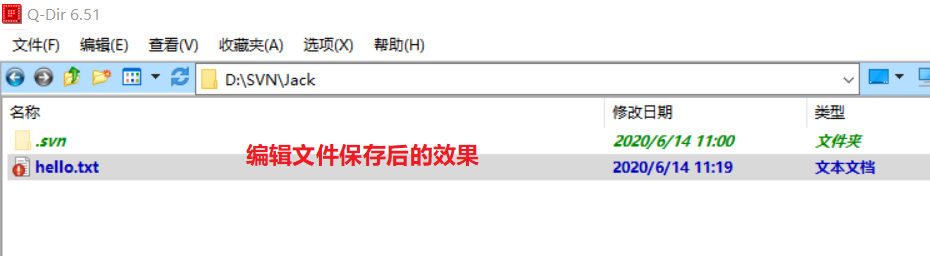 Q-Dir 6.51
文件(F) 编辑(E) 查看(V) 收藏夹(A) 选项(X) 帮助(H)
D:\SVN\Jack
名称 修改日期 类型
.svn 2020/6/14 11:00 文件夹
编辑文件保存后的效果
hello.txt 2020/6/14 11:19 文本文档